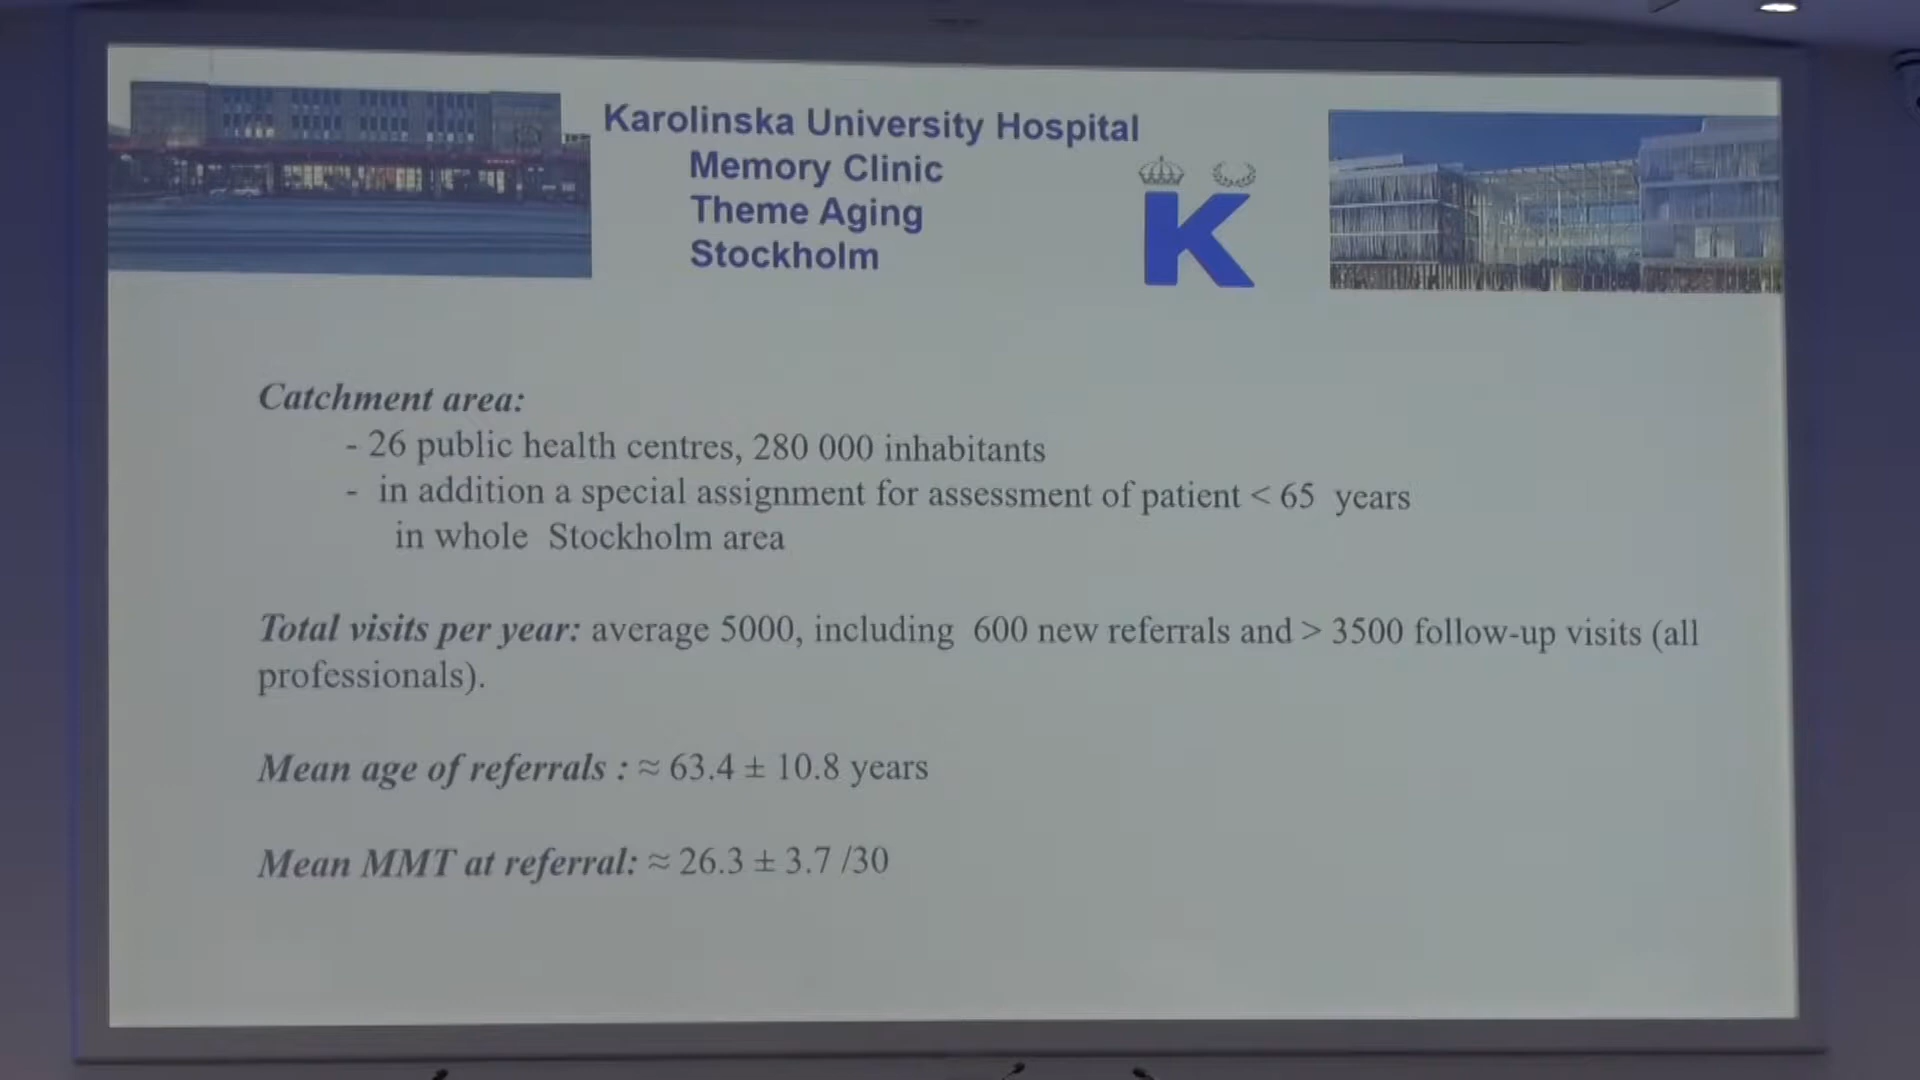 Karolinska University Hospital
Memory Clinic
Theme Aging
Stockholm
K
Catchment area:
- 26 public health centres, 280 000 inhabitants
- in addition a special assignment for assessment of patient < 65 years
in whole Stockholm area
Total visits per year: average 5000, including 600 new referrals and > 3500 follow-up visits (all
professionals).
Mean age of referrals : ≈ 63.4 ± 10.8 years
Mean MMT at referral: ≈ 26.3 ± 3.7 /30